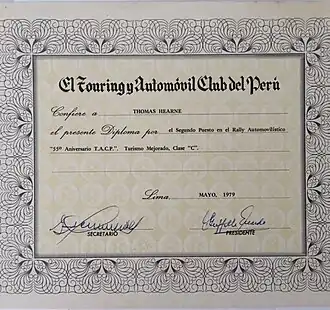 El Touring y Automóvil Club del Perú
Confiere a THOMAS HEARNE
el presente Diploma por el Segundo Puesto en el Rally Automovilístico
"55º Aniversario T.A.C.P.". Turismo Mejorado, Clase "C".
Lima, MAYO, 1979
SECRETARIO PRESIDENTE